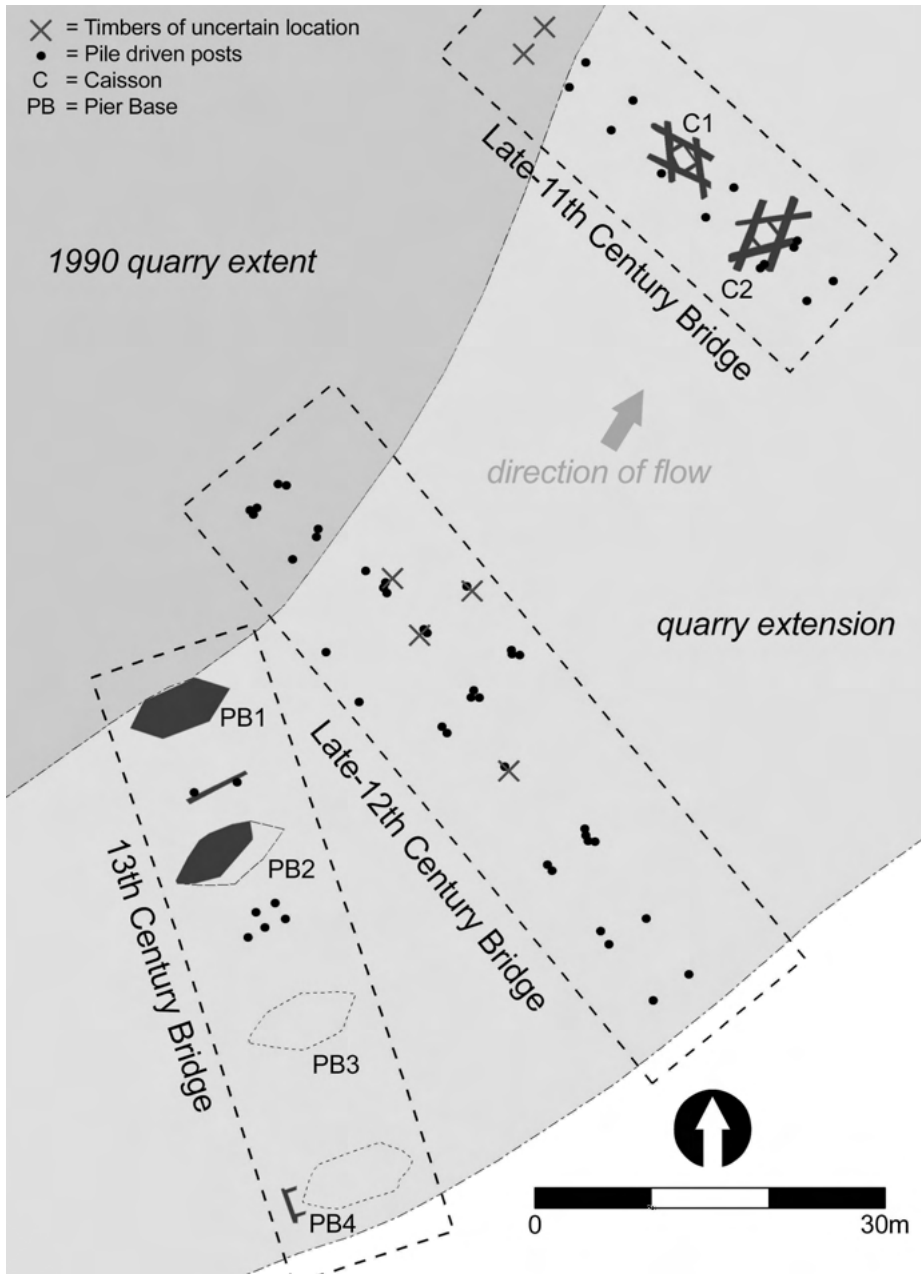 = Timbers of uncertain location
= Pile driven posts
C = Caisson
PB = Pier Base
C1
Late-11th Century Bridge
C2
1990 quarry extent
direction of flow
quarry extension
PB1
Late-12th Century Bridge
13th Century Bridge
PB2
PB3
PB4
0
30m